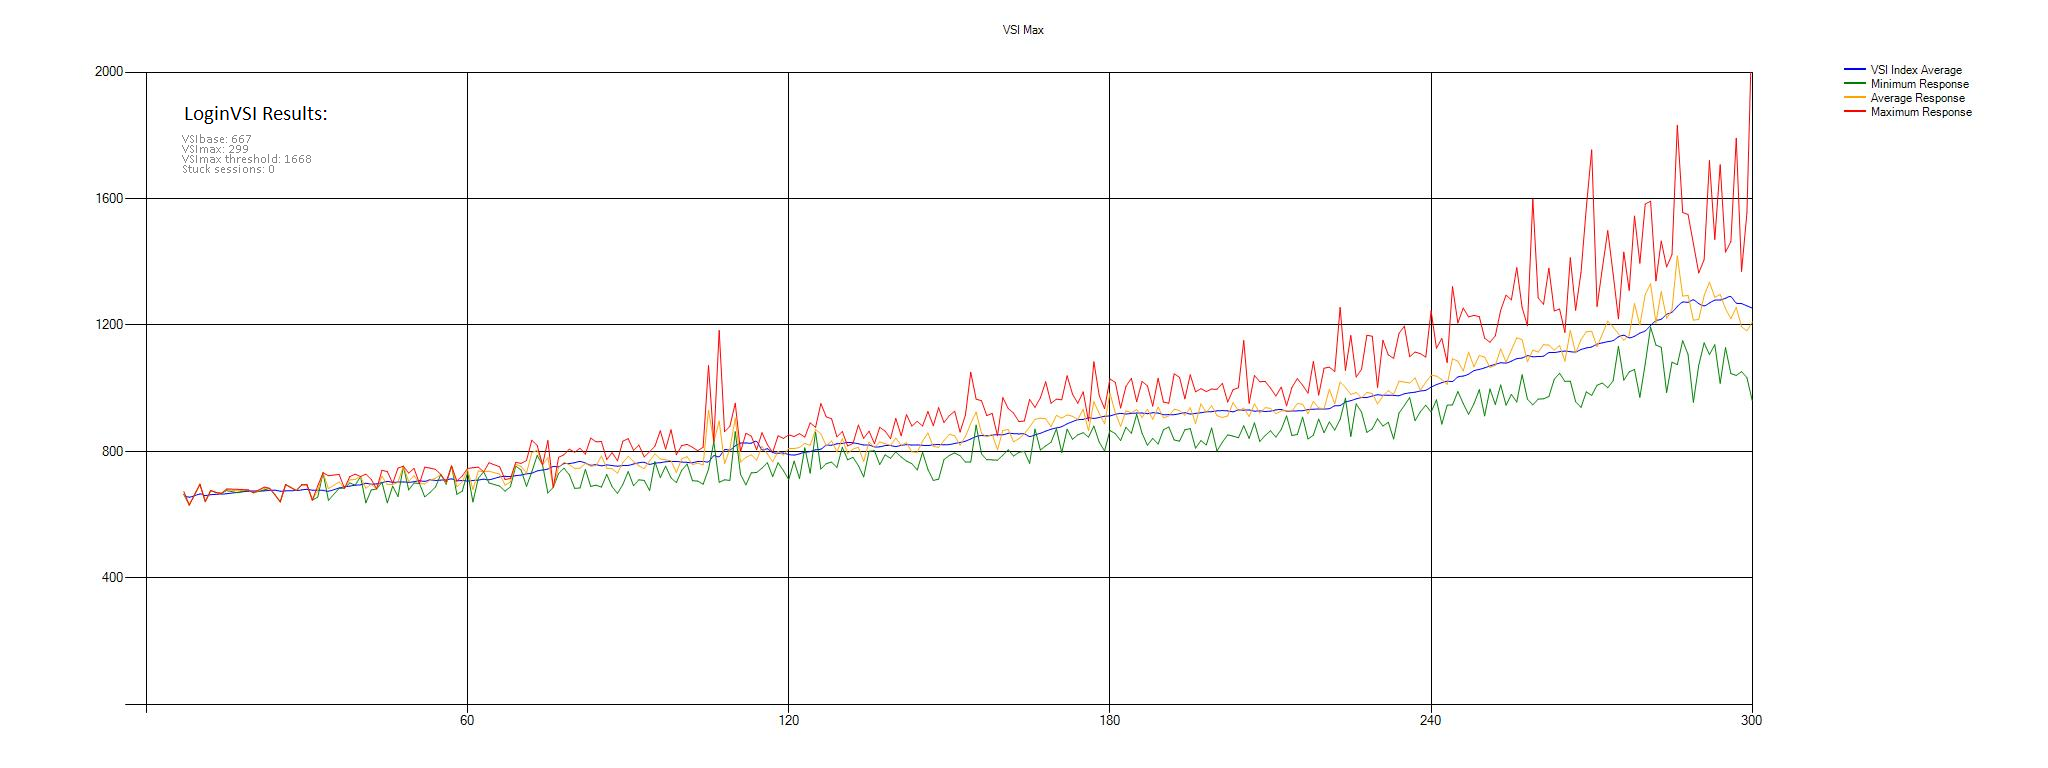 VSI Max
2000
1600
1200
800
400
60
120
180
240
300
LoginVSI Results:
VSIbase: 667
VSImax: 299
VSImax threshold: 1668
Stuck sessions: 0
VSI Index Average
Minimum Response
Average Response
Maximum Response